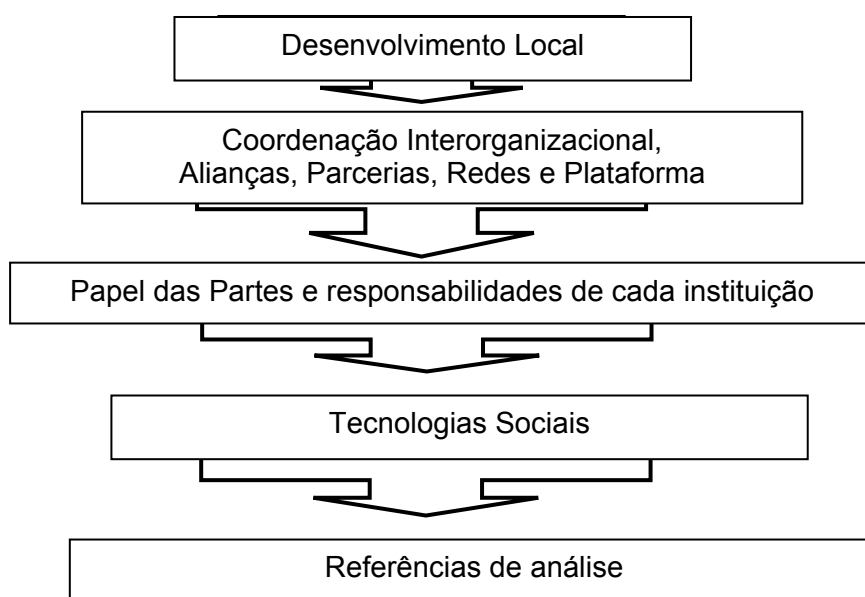 Desenvolvimento Local
Coordenação Interorganizacional,
Alianças, Parcerias, Redes e Plataforma
Papel das Partes e responsabilidades de cada instituição
Tecnologias Sociais
Referências de análise